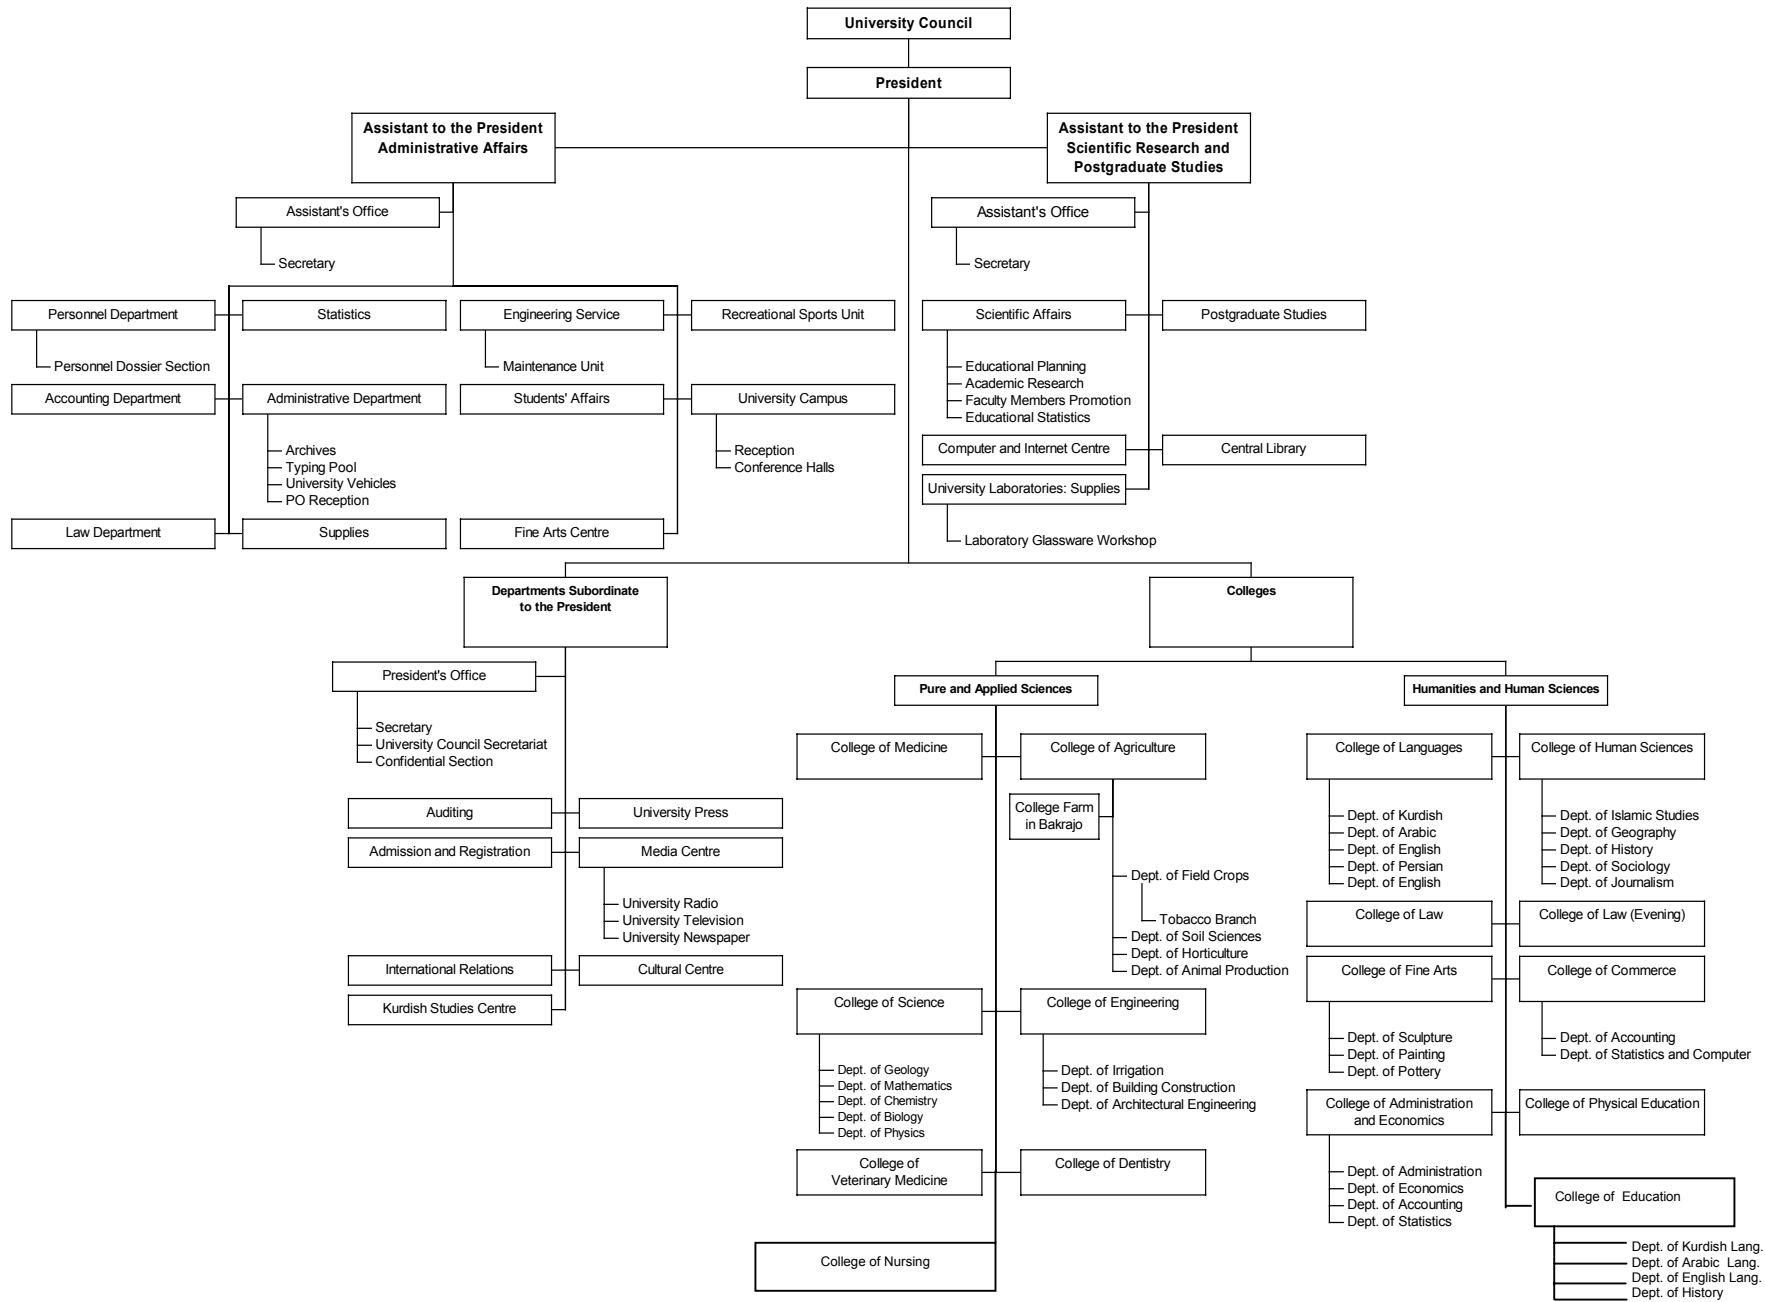 University Council
President
Assistant to the President
Administrative Affairs
Assistant to the President
Scientific Research and
Postgraduate Studies
Assistant's Office
Secretary
Assistant's Office
Secretary
Personnel Department
Statistics
Engineering Service
Recreational Sports Unit
Scientific Affairs
Postgraduate Studies
Personnel Dossier Section
Maintenance Unit
Educational Planning
Academic Research
Faculty Members Promotion
Educational Statistics
Accounting Department
Administrative Department
Students' Affairs
University Campus
Archives
Typing Pool
University Vehicles
PO Reception
Reception
Conference Halls
Computer and Internet Centre
Central Library
University Laboratories: Supplies
Laboratory Glassware Workshop
Law Department
Supplies
Fine Arts Centre
Departments Subordinate
to the President
Colleges
President's Office
Secretary
University Council Secretariat
Confidential Section
Auditing
University Press
Admission and Registration
Media Centre
University Radio
University Television
University Newspaper
International Relations
Cultural Centre
Kurdish Studies Centre
Pure and Applied Sciences
College of Medicine
College of Agriculture
College Farm
in Bakrajo
Dept. of Field Crops
Tobacco Branch
Dept. of Soil Sciences
Dept. of Horticulture
Dept. of Animal Production
College of Science
College of Engineering
Dept. of Geology
Dept. of Mathematics
Dept. of Chemistry
Dept. of Biology
Dept. of Physics
Dept. of Irrigation
Dept. of Building Construction
Dept. of Architectural Engineering
College of
Veterinary Medicine
College of Dentistry
College of Nursing
Humanities and Human Sciences
College of Languages
College of Human Sciences
Dept. of Kurdish
Dept. of Arabic
Dept. of English
Dept. of Persian
Dept. of English
Dept. of Islamic Studies
Dept. of Geography
Dept. of History
Dept. of Sociology
Dept. of Journalism
College of Law
College of Law (Evening)
College of Fine Arts
College of Commerce
Dept. of Sculpture
Dept. of Painting
Dept. of Pottery
Dept. of Accounting
Dept. of Statistics and Computer
College of Administration
and Economics
College of Physical Education
Dept. of Administration
Dept. of Economics
Dept. of Accounting
Dept. of Statistics
College of Education
Dept. of Kurdish Lang.
Dept. of Arabic Lang.
Dept. of English Lang.
Dept. of History